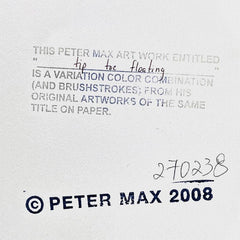 THIS PETER MAX ART WORK ENTITLED
" tip toe floating "
IS A VARIATION COLOR COMBINATION
(AND BRUSHSTROKES) FROM HIS
ORIGINAL ARTWORKS OF THE SAME
TITLE ON PAPER.
270238
© PETER MAX 2008